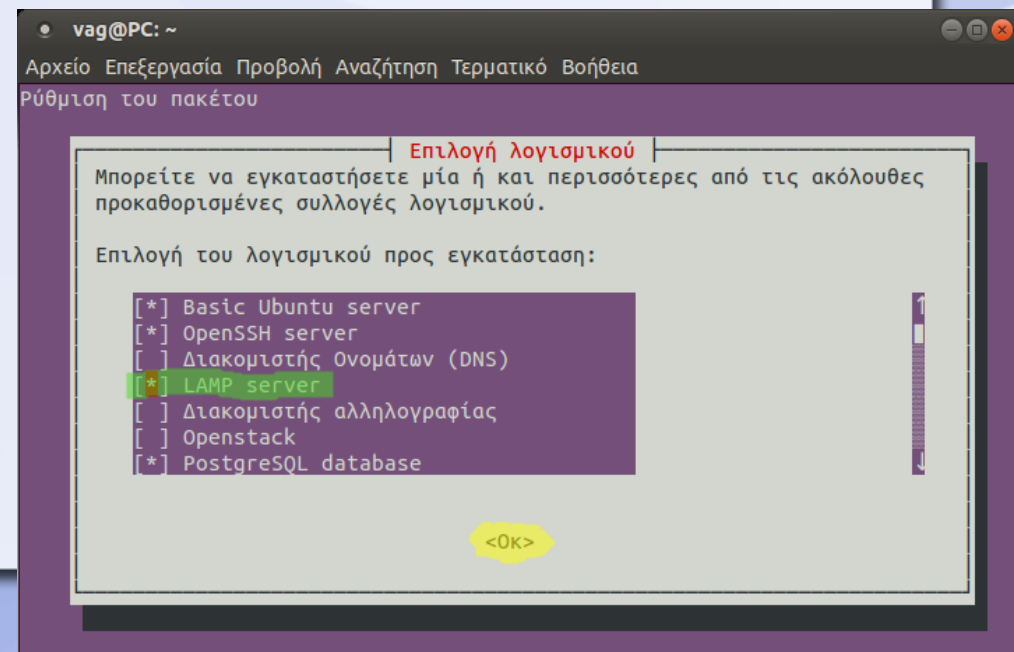 vag@PC: ~
Αρχείο Επεξεργασία Προβολή Αναζήτηση Τερματικό Βοήθεια
Ρύθμιση του πακέτου
Επιλογή λογισμικού
Μπορείτε να εγκαταστήσετε μία ή και περισσότερες από τις ακόλουθες
προκαθορισμένες συλλογές λογισμικού.
Επιλογή του λογισμικού προς εγκατάσταση:
[*] Basic Ubuntu server
[*] OpenSSH server
[ ] Διακομιστής Ονομάτων (DNS)
[*] LAMP server
[ ] Διακομιστής αλληλογραφίας
[ ] Openstack
[*] PostgreSQL database
<Οκ>